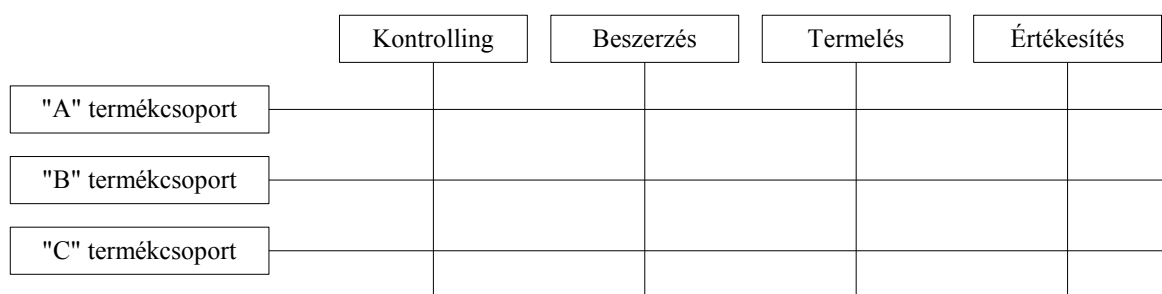 Kontrolling
Beszerzés
Termelés
Értékesítés
"A" termékcsoport
"B" termékcsoport
"C" termékcsoport